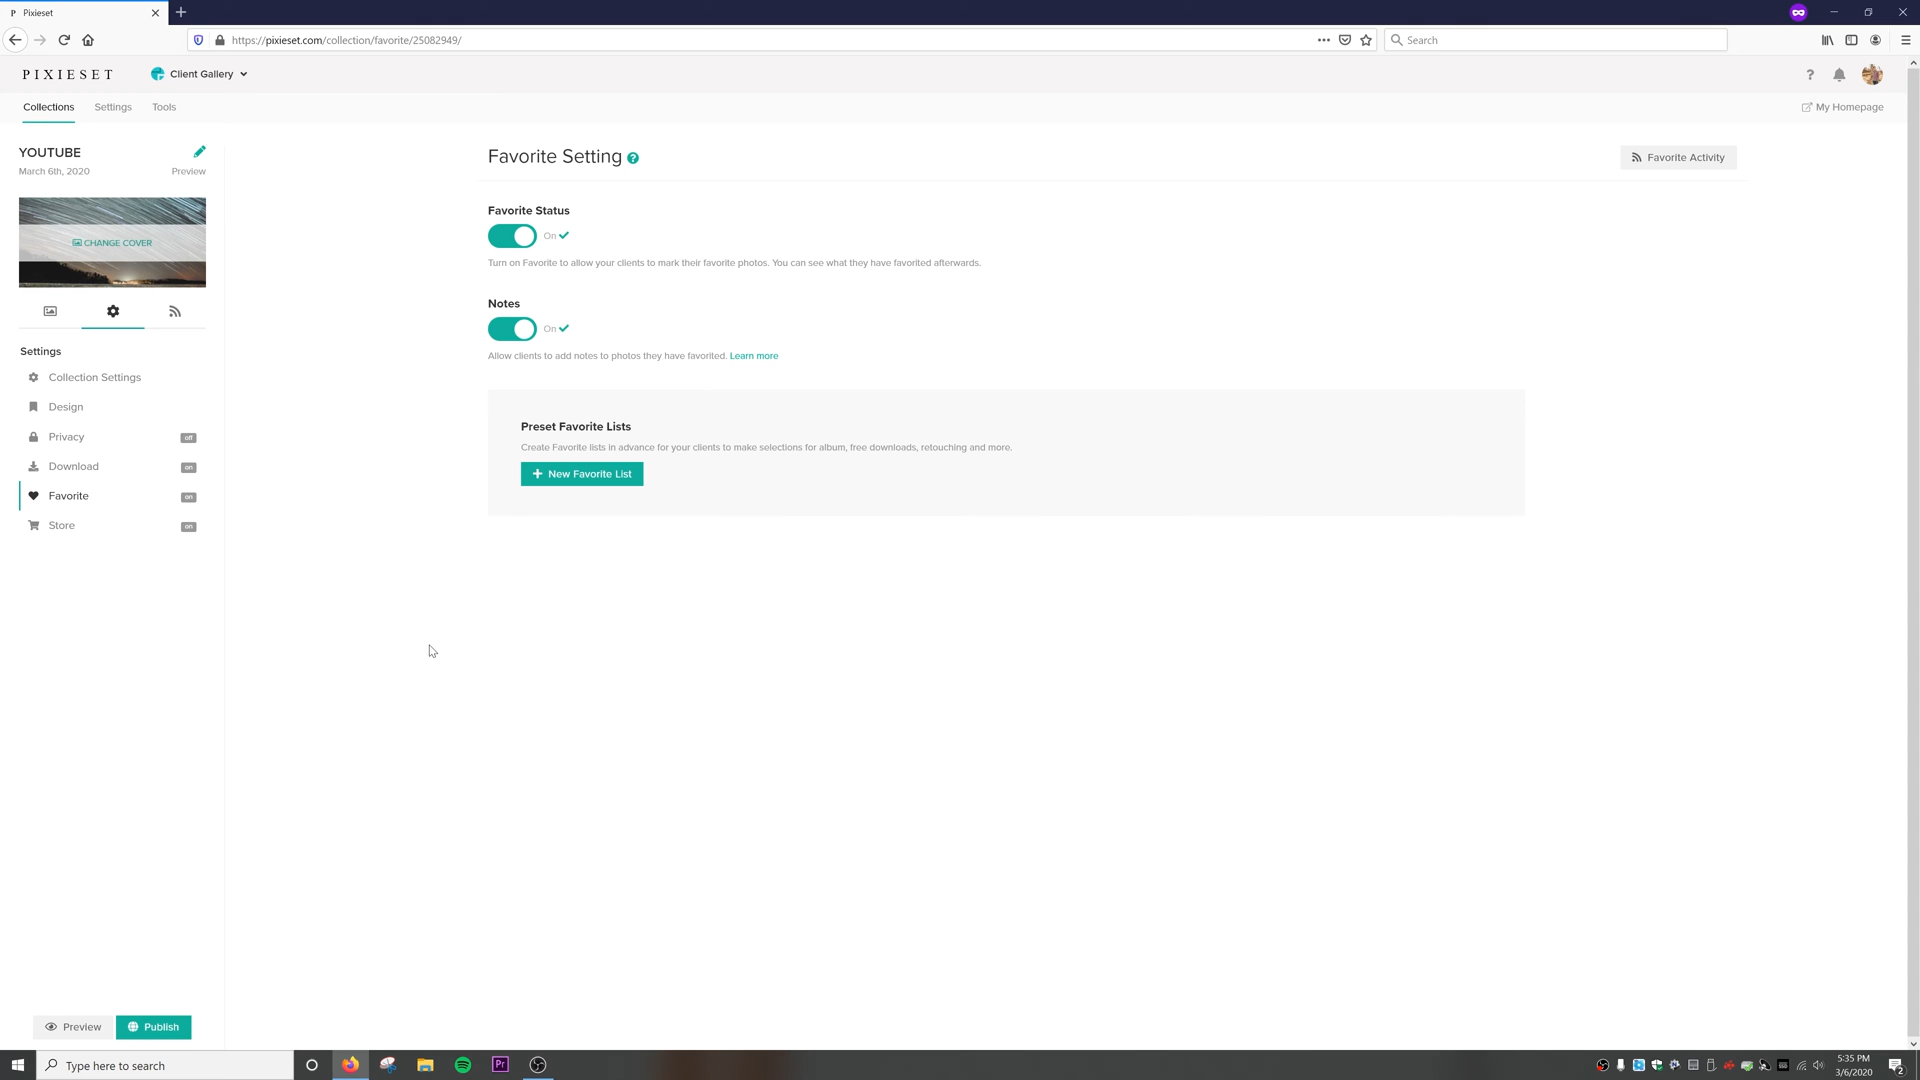 P Pixieset
https://pixieset.com/collection/favorite/25082949/
Search
PIXIESET
Client Gallery
Collections
Settings
Tools
My Homepage
YOUTUBE
March 6th, 2020
Preview
CHANGE COVER
Settings
Collection Settings
Design
Privacy
off
Download
on
Favorite
on
Store
on
Preview
Publish
Favorite Setting ?
Favorite Activity
Favorite Status
On
Turn on Favorite to allow your clients to mark their favorite photos. You can see what they have favorited afterwards.
Notes
On
Allow clients to add notes to photos they have favorited. Learn more
Preset Favorite Lists
Create Favorite lists in advance for your clients to make selections for album, free downloads, retouching and more.
+ New Favorite List
Type here to search
Pr
5:35 PM
3/6/2020
2